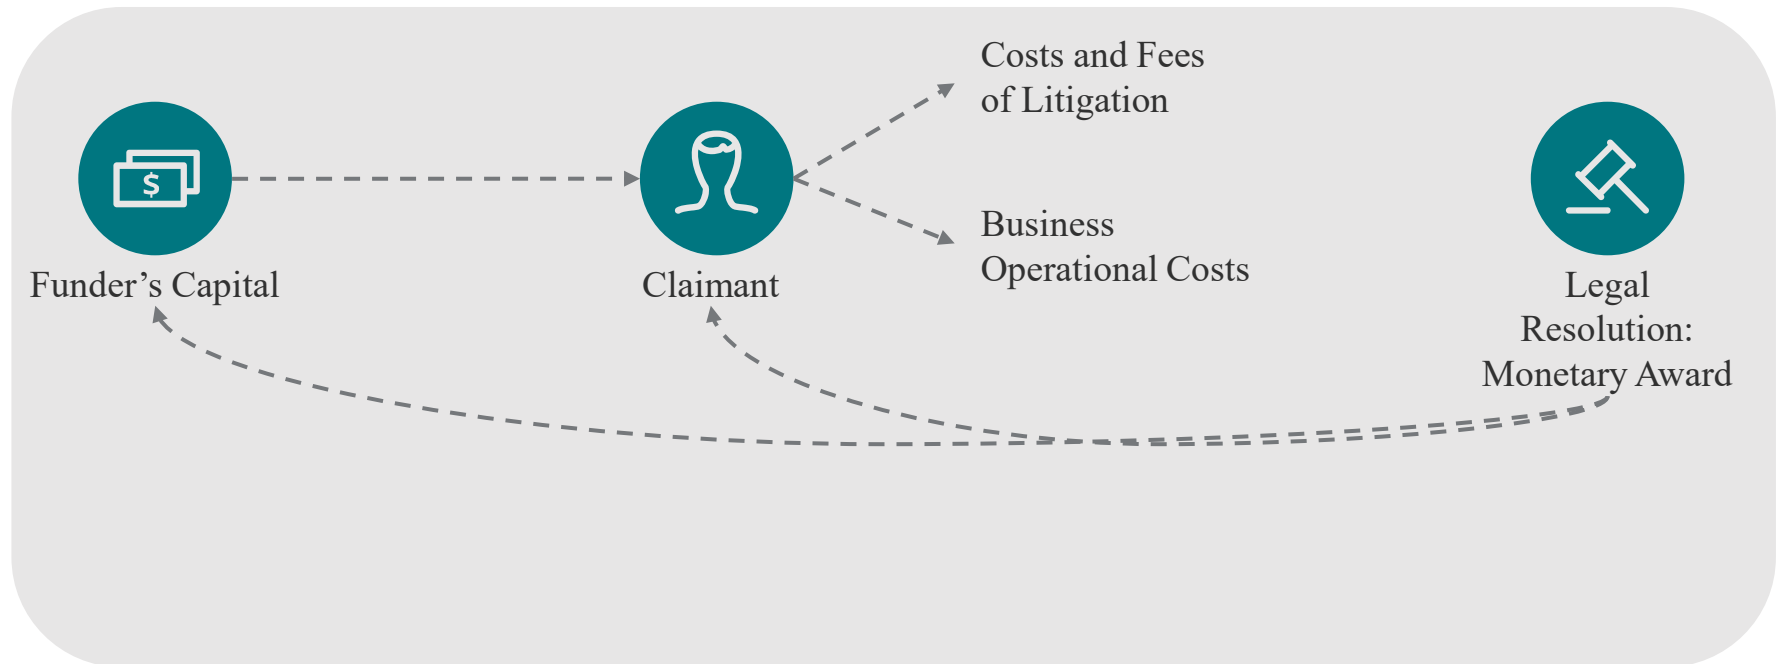 Costs and Fees
of Litigation
$
Business
Operational Costs
Funder’s Capital
Claimant
Legal
Resolution:
Monetary Award